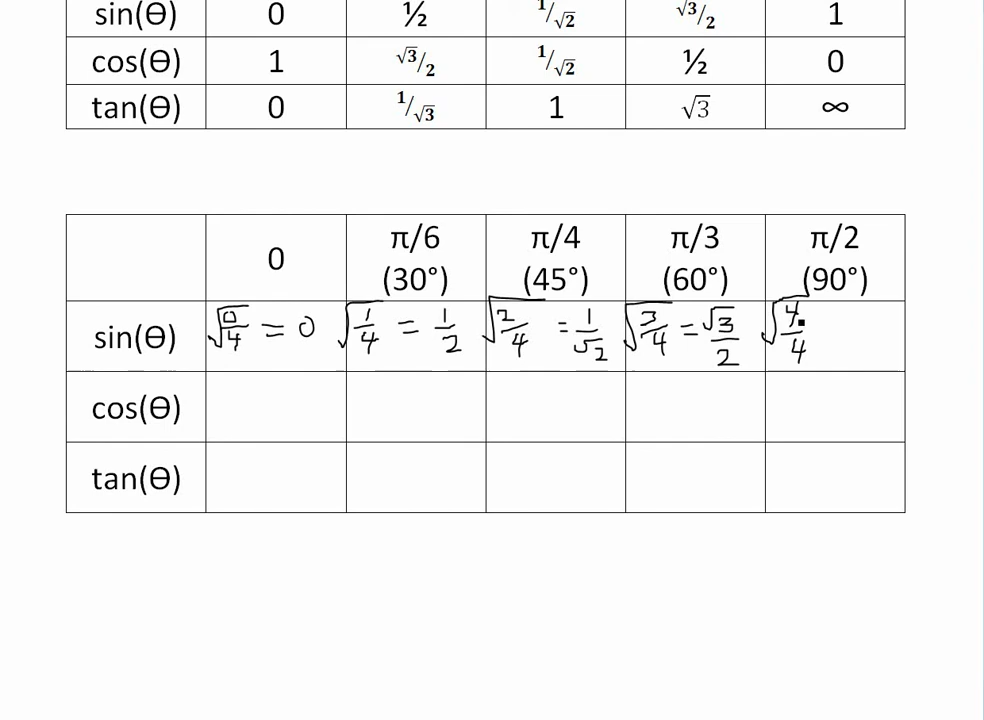 sin(Θ) 0 ½ 1/√2 √3/2 1
cos(Θ) 1 √3/2 1/√2 ½ 0
tan(Θ) 0 1/√3 1 √3 ∞
0 π/6 (30°) π/4 (45°) π/3 (60°) π/2 (90°)
sin(Θ) √(0/4) = 0 √(1/4) = 1/2 √(2/4) = 1/√2 √(3/4) = √3/2 √(4/4)
cos(Θ)
tan(Θ)